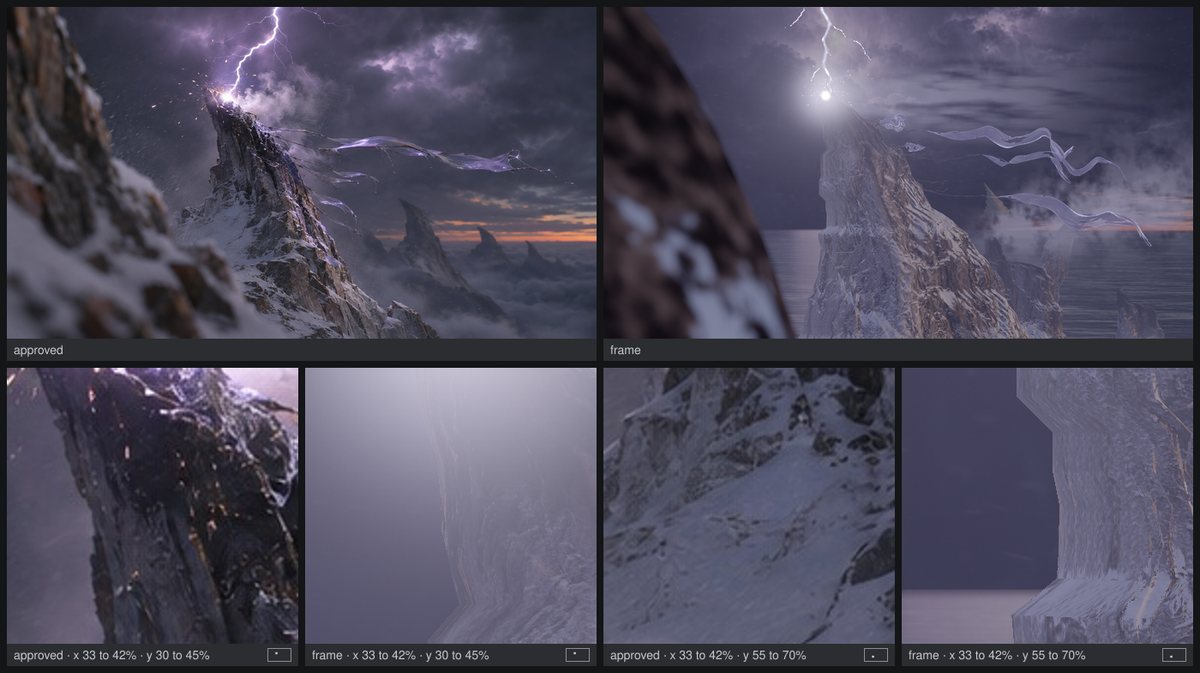 approved
frame
approved · x 33 to 42% · y 30 to 45%
frame · x 33 to 42% · y 30 to 45%
approved · x 33 to 42% · y 55 to 70%
frame · x 33 to 42% · y 55 to 70%